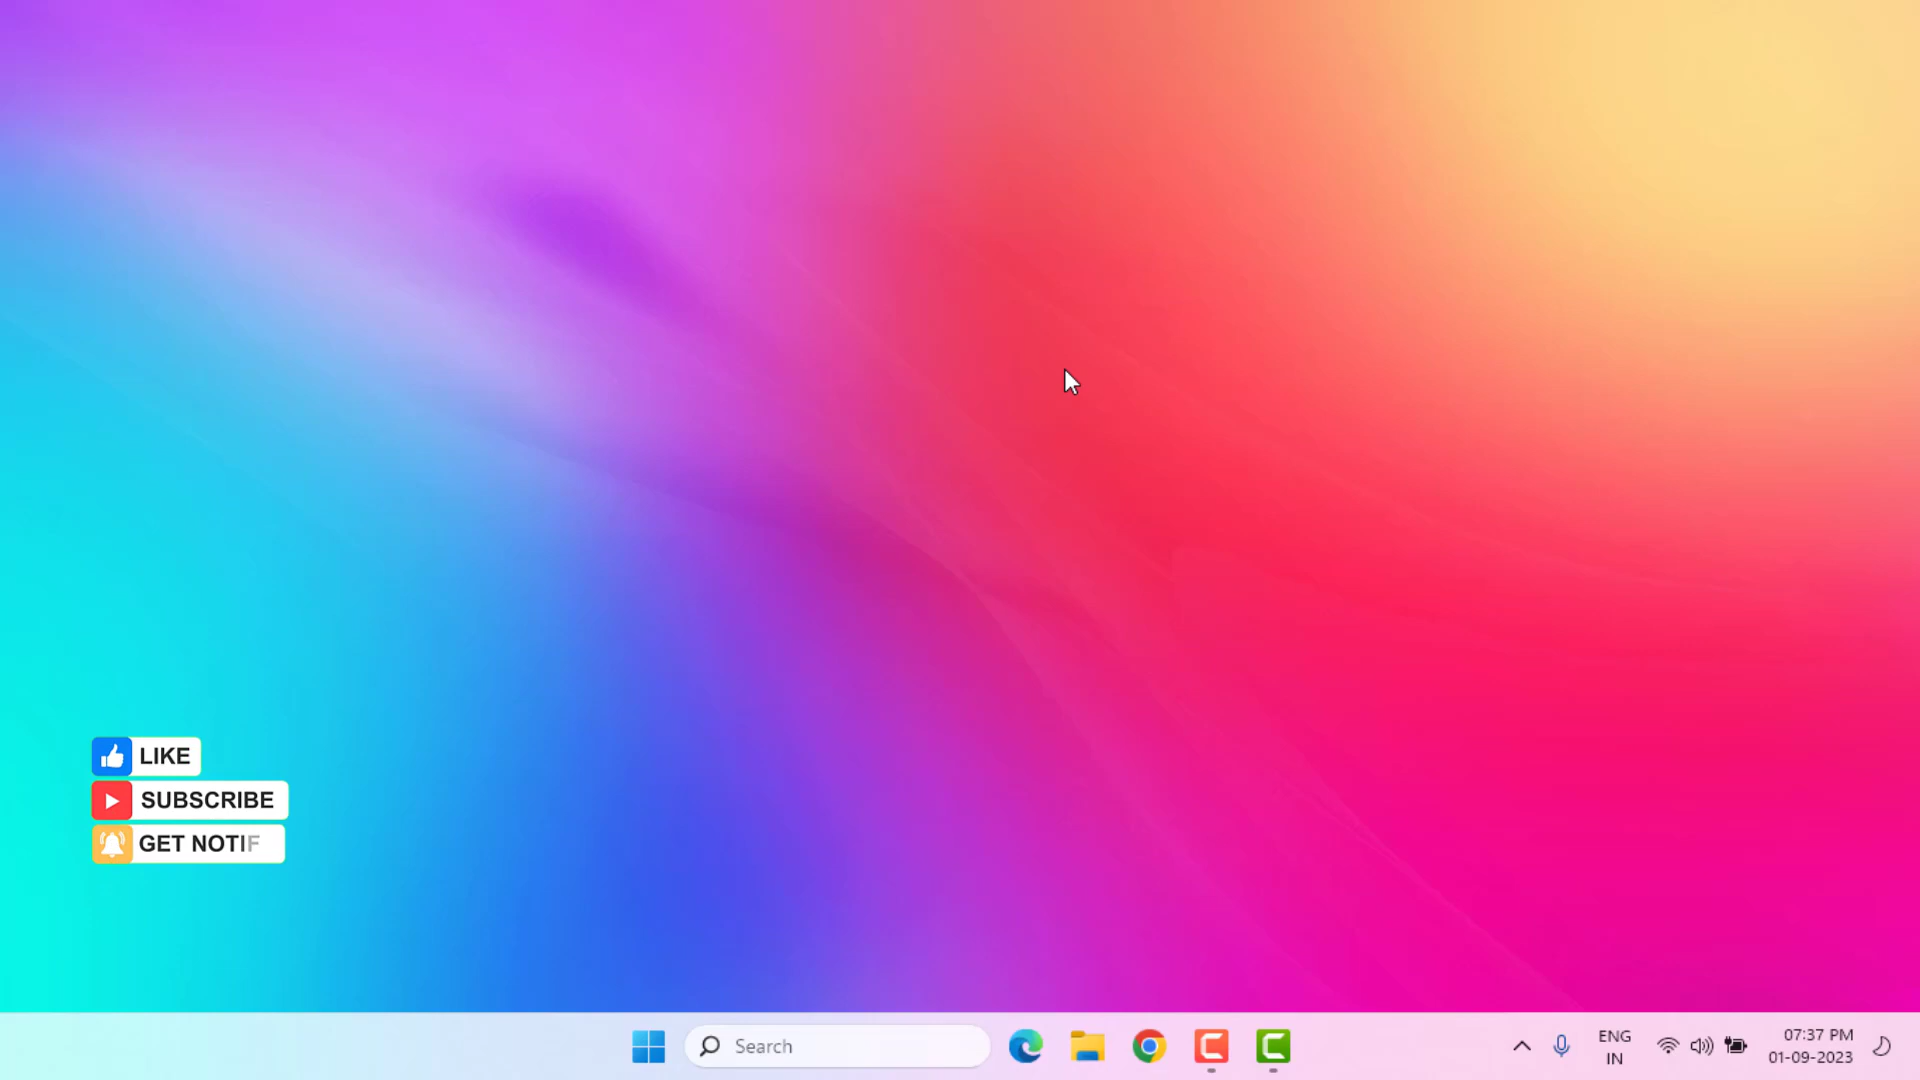 LIKE
SUBSCRIBE
GET NOTIF
Search
ENG
IN
07:37 PM
01-09-2023